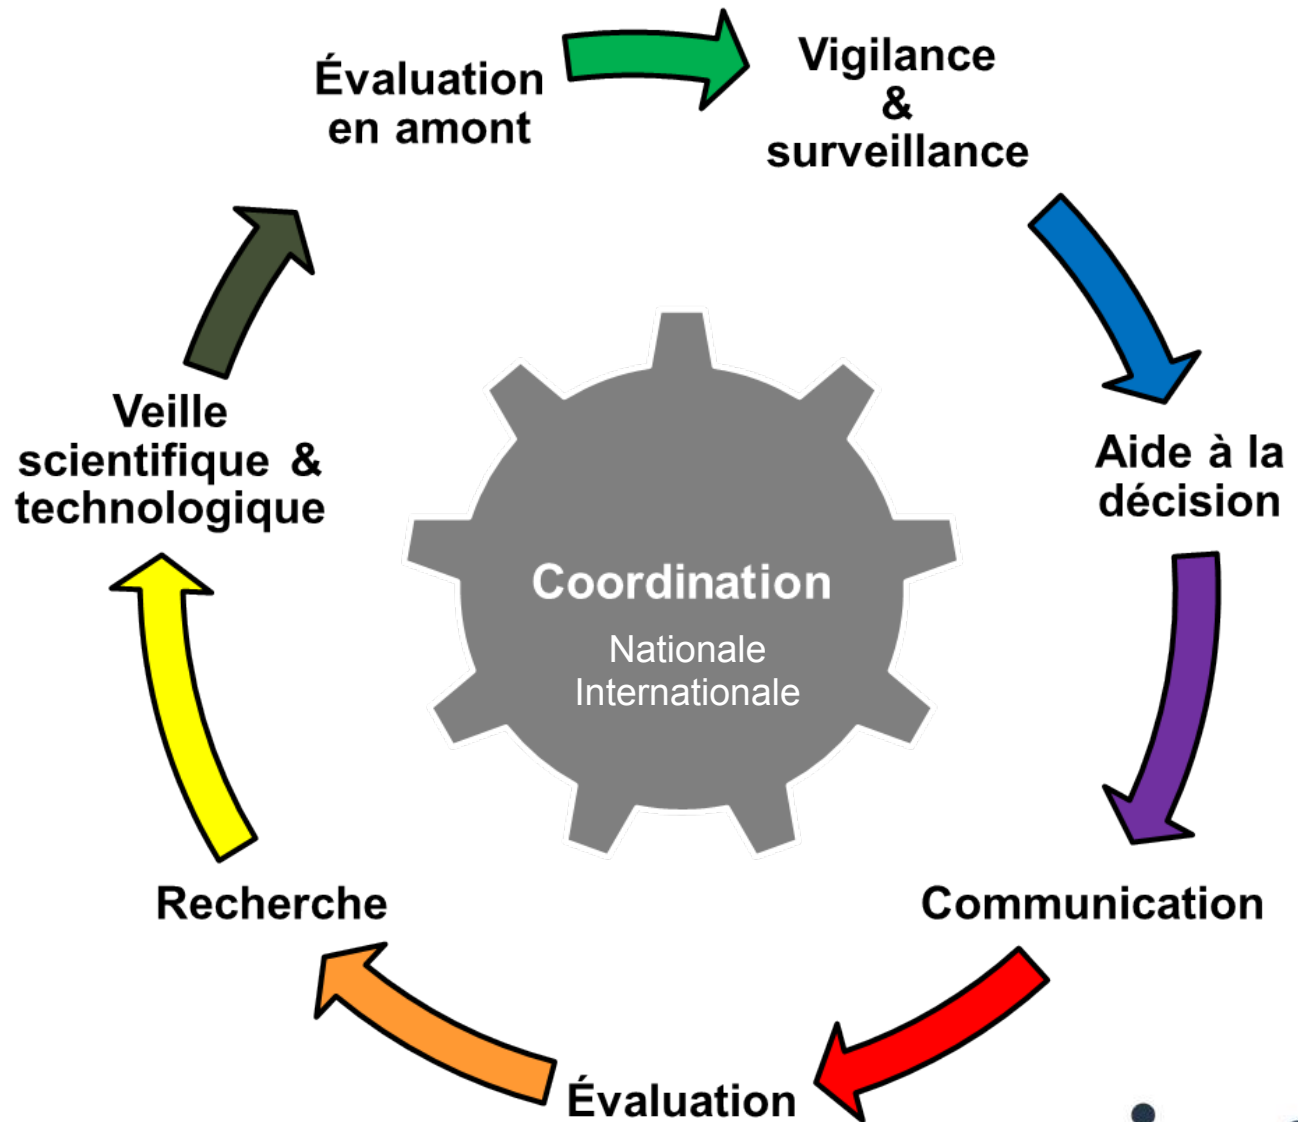 Évaluation
en amont
Vigilance
&
surveillance
Aide à la
décision
Communication
Évaluation
Recherche
Veille
scientifique &
technologique
Coordination
Nationale
Internationale